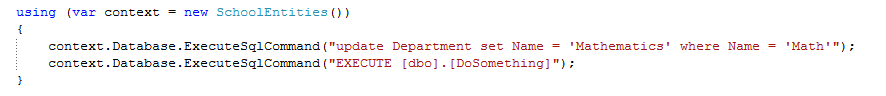 using (var context = new SchoolEntities())
{
    context.Database.ExecuteSqlCommand("update Department set Name = 'Mathematics' where Name = 'Math'");
    context.Database.ExecuteSqlCommand("EXECUTE [dbo].[DoSomething]");
}